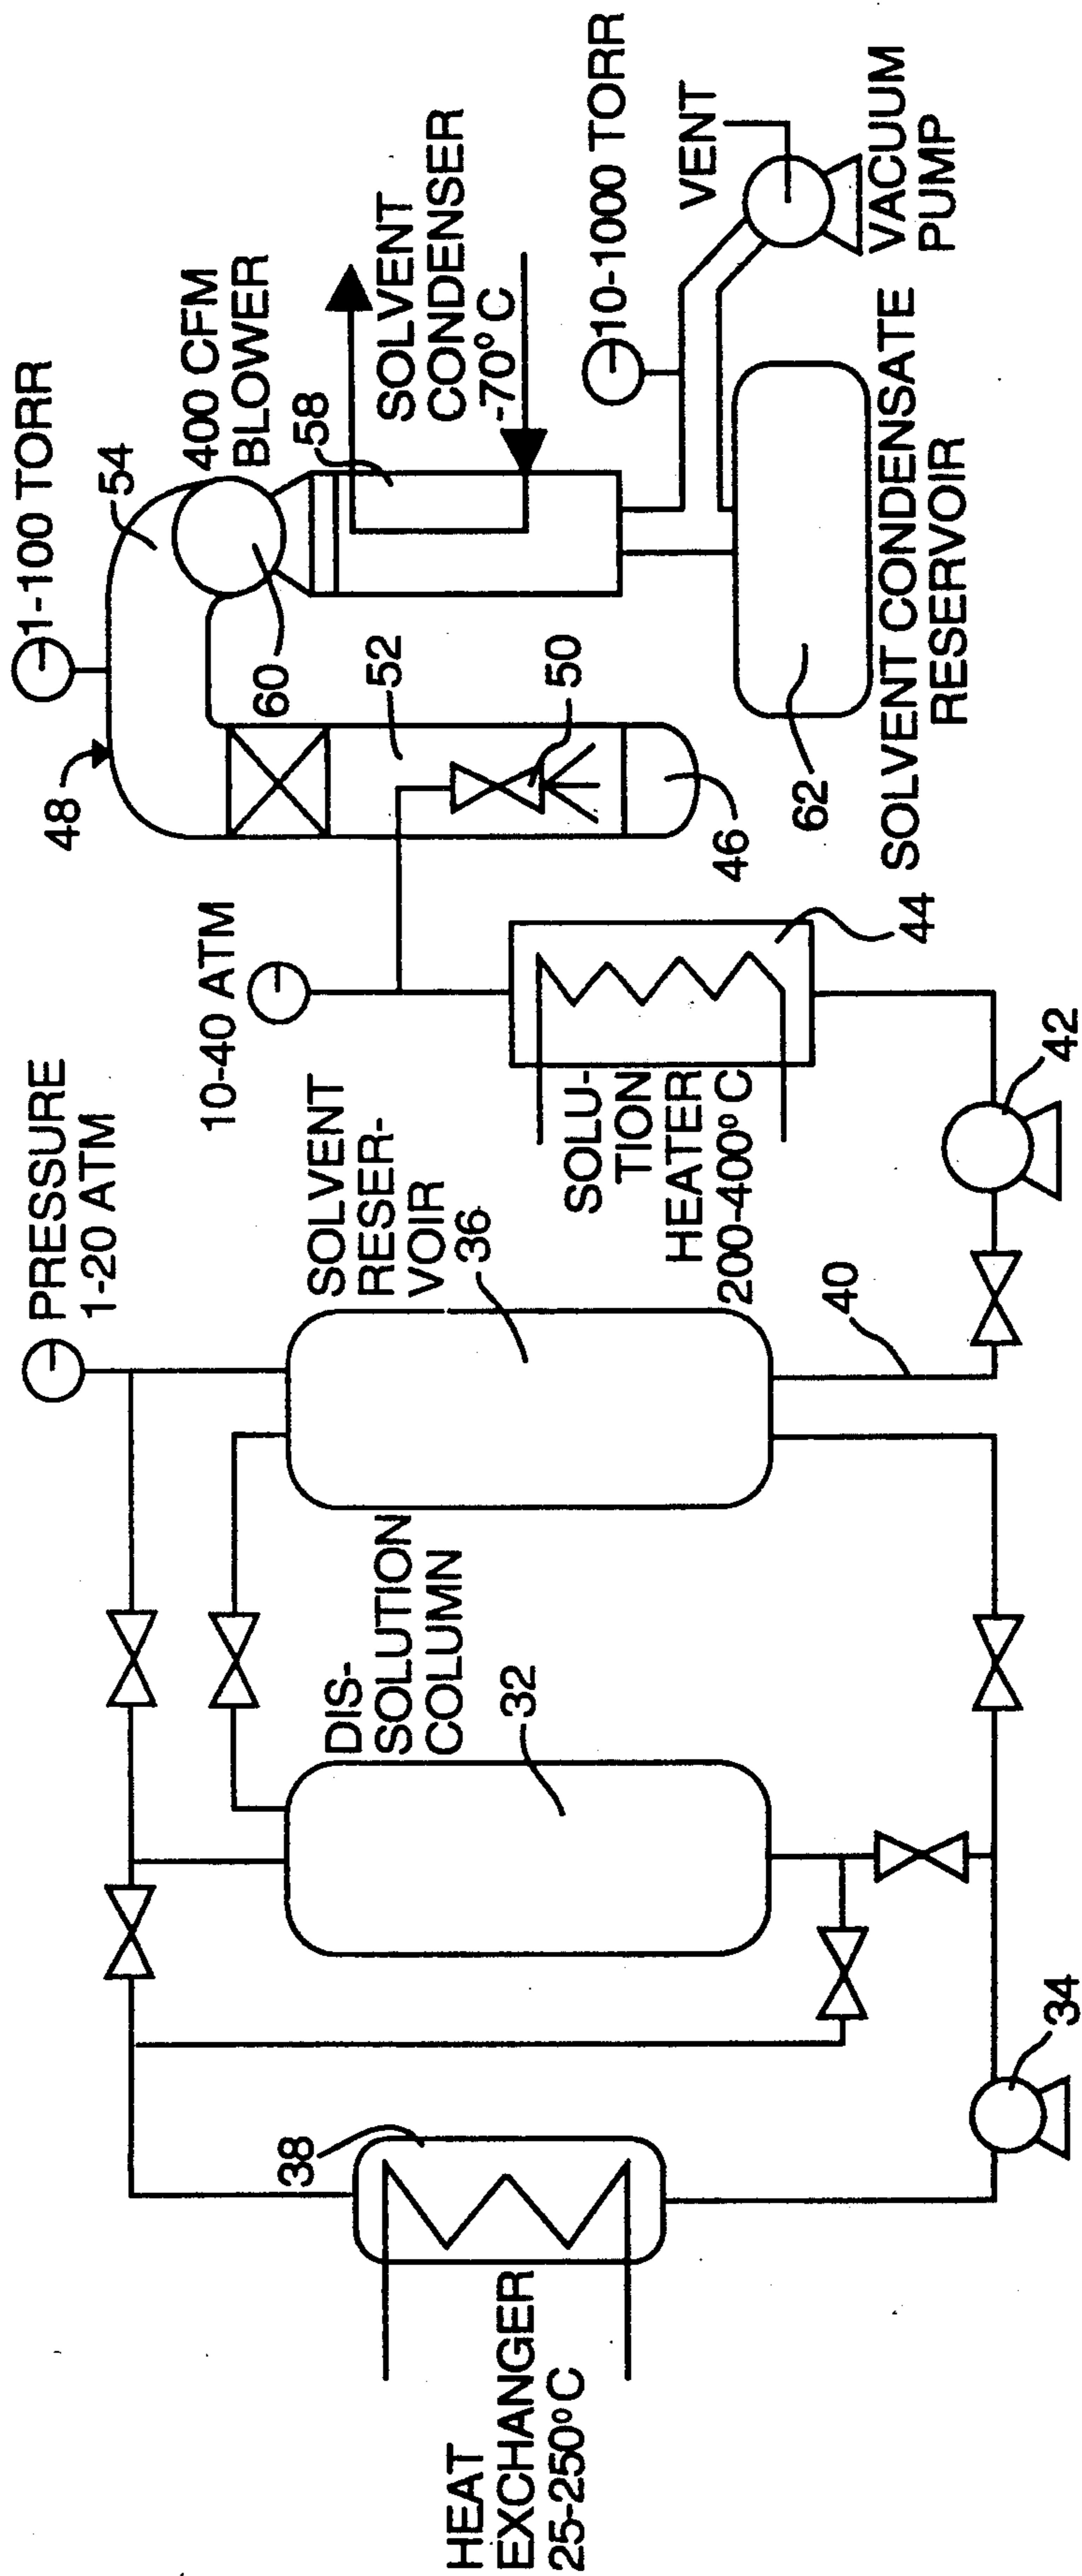 HEAT
EXCHANGER
25-250°C
38
34
DIS-
SOLUTION
COLUMN
32
PRESSURE
1-20 ATM
SOLVENT
RESER-
VOIR
36
40
42
10-40 ATM
SOLU-
TION
HEATER
200-400°C
44
48
1-100 TORR
54
400 CFM
BLOWER
60
52
50
46
58
SOLVENT
CONDENSER
-70°C
10-1000 TORR
VENT
VACUUM
PUMP
62
SOLVENT CONDENSATE
RESERVOIR